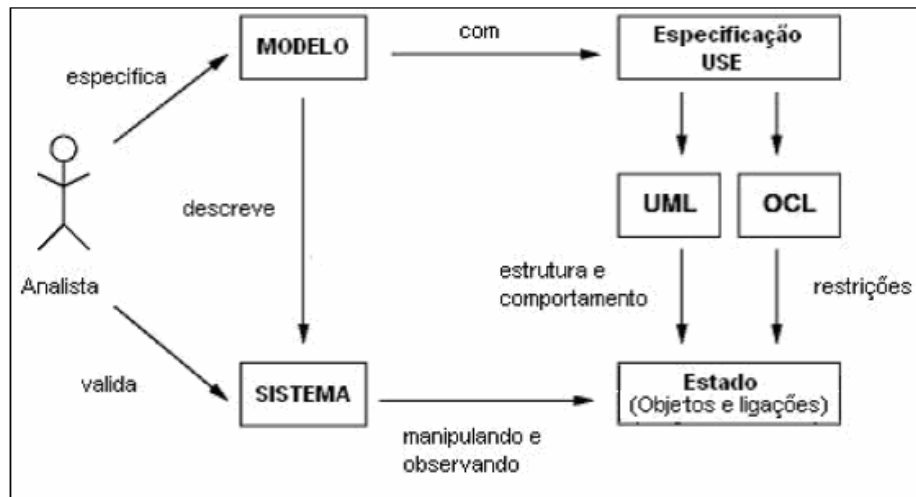 MODELO
com
Especificação
USE
especifica
descreve
UML
OCL
Analista
estrutura e
comportamento
restrições
valida
SISTEMA
Estado
(Objetos e ligações)
manipulando e
observando